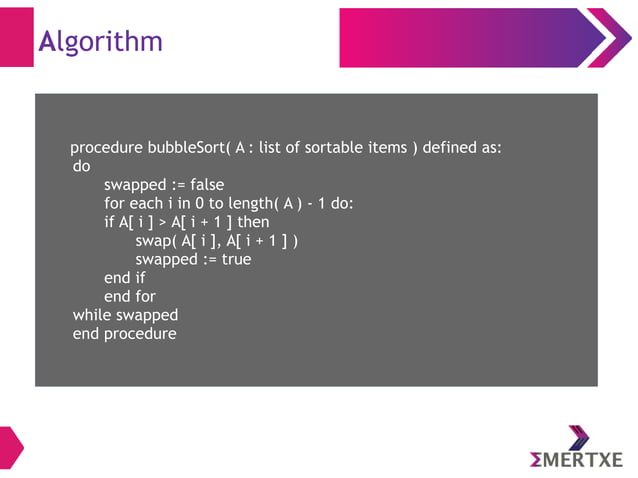 Algorithm
procedure bubbleSort( A : list of sortable items ) defined as:
do
swapped := false
for each i in 0 to length( A ) - 1 do:
if A[ i ] > A[ i + 1 ] then
swap( A[ i ], A[ i + 1 ] )
swapped := true
end if
end for
while swapped
end procedure
ΣMERTXE